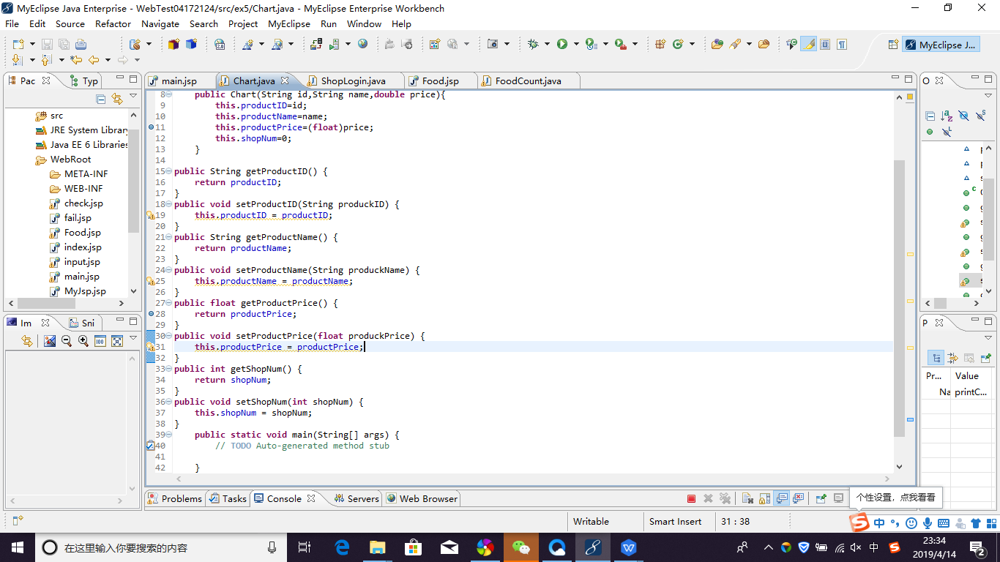 MyEclipse Java Enterprise - WebTest04172124/src/ex5/Chart.java - MyEclipse Enterprise Workbench
File Edit Source Refactor Navigate Search Project MyEclipse Run Window Help
MyEclipse J...
Pac Typ
main.jsp Chart.java ShopLogin.java Food.jsp FoodCount.java
O
src
JRE System Library
Java EE 6 Libraries
WebRoot
META-INF
WEB-INF
check.jsp
fail.jsp
Food.jsp
index.jsp
input.jsp
main.jsp
MyJsp.jsp
Im Sni
8 public Chart(String id,String name,double price){
9 this.productID=id;
10 this.productName=name;
11 this.productPrice=(float)price;
12 this.shopNum=0;
13 }
14
15 public String getProductID() {
16 return productID;
17 }
18 public void setProductID(String produckID) {
19 this.productID = productID;
20 }
21 public String getProductName() {
22 return productName;
23 }
24 public void setProductName(String produckName) {
25 this.productName = productName;
26 }
27 public float getProductPrice() {
28 return productPrice;
29 }
30 public void setProductPrice(float produckPrice) {
31 this.productPrice = productPrice;
32 }
33 public int getShopNum() {
34 return shopNum;
35 }
36 public void setShopNum(int shopNum) {
37 this.shopNum = shopNum;
38 }
39 public static void main(String[] args) {
40 // TODO Auto-generated method stub
41
42 }
P
Pr... Value
Na printC...
Problems Tasks Console Servers Web Browser
个性设置，点我看看
Writable Smart Insert 31 : 38
中
在这里输入你要搜索的内容
中
23:34
2019/4/14
2